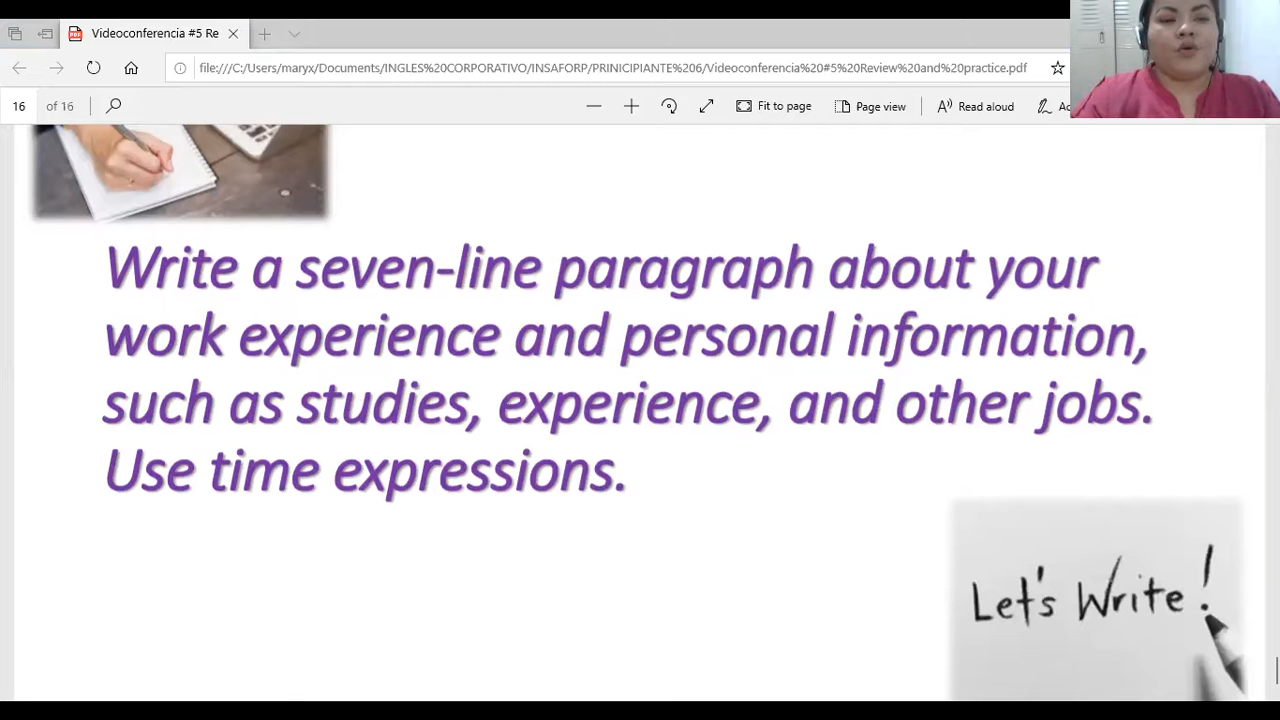 Videoconferencia #5 Re
file:///C:/Users/maryx/Documents/INGLES%20CORPORATIVO/INSAFORP/PRINICIPIANTE%206/Videoconferencia%20#5%20Review%20and%20practice.pdf
16 of 16 Fit to page Page view Read aloud
Write a seven-line paragraph about your
work experience and personal information,
such as studies, experience, and other jobs.
Use time expressions.
Let's Write!